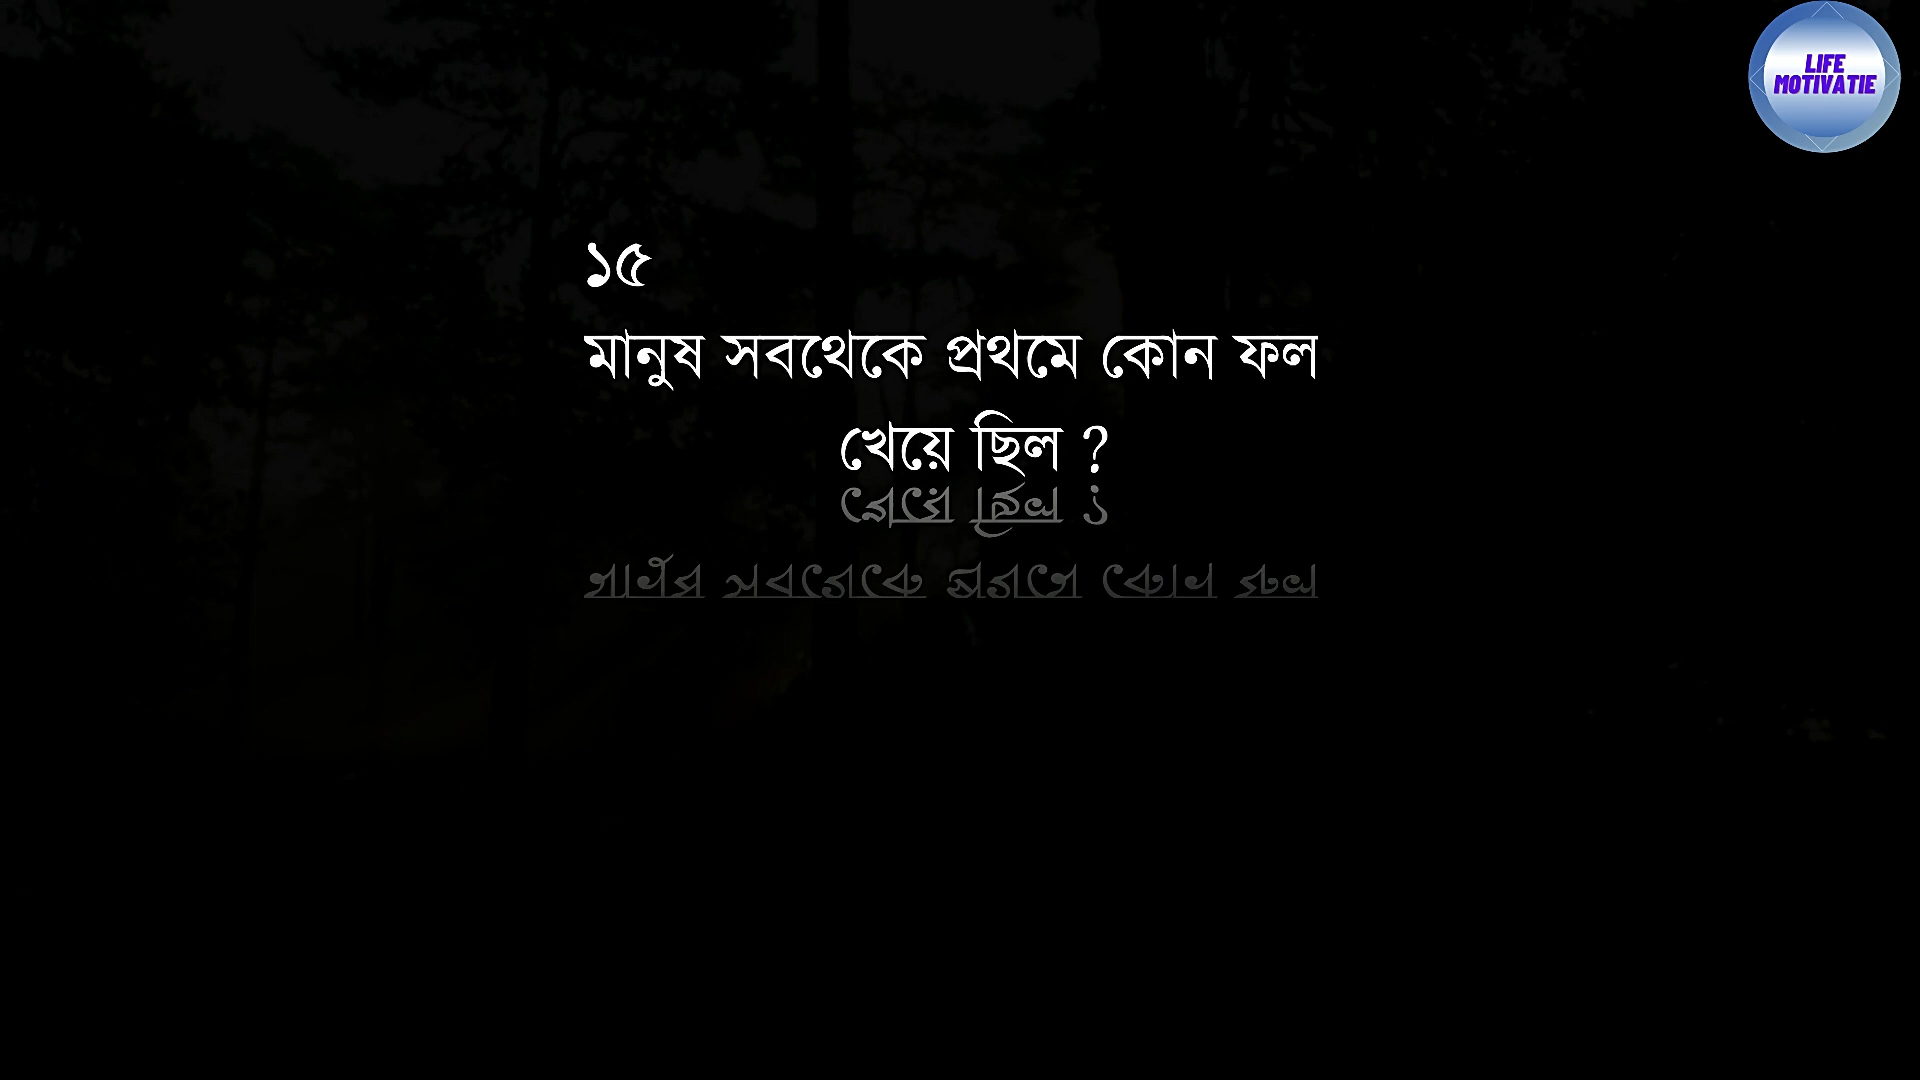 LIFE
MOTIVATIE
১৫
মানুষ সবথেকে প্রথমে কোন ফল
খেয়ে ছিল ?